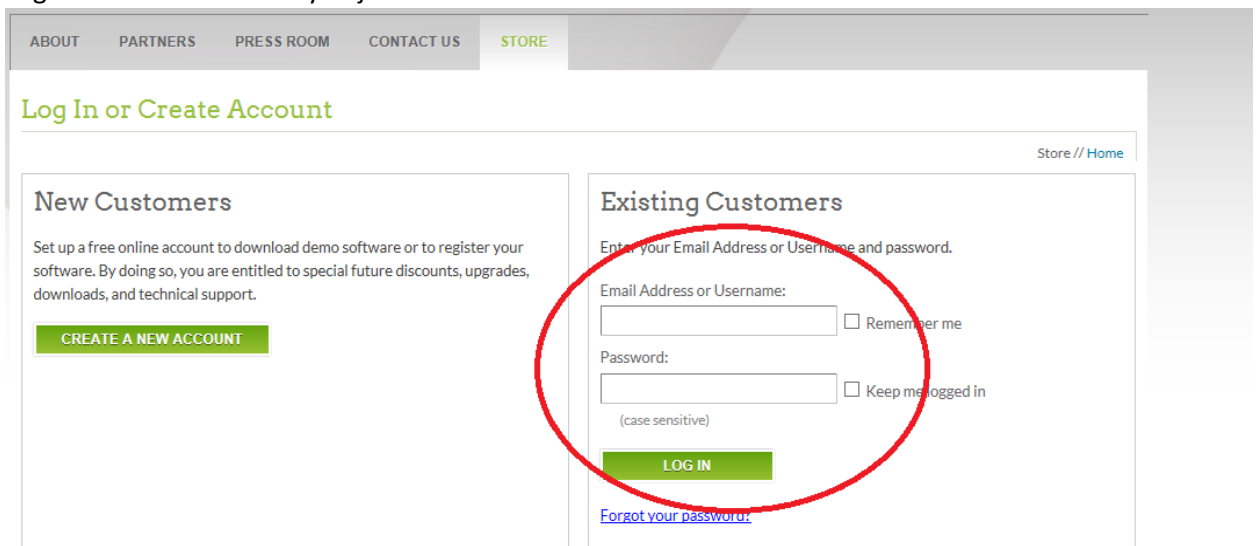 ABOUT PARTNERS PRESS ROOM CONTACT US STORE
Log In or Create Account
Store // Home
New Customers
Set up a free online account to download demo software or to register your
software. By doing so, you are entitled to special future discounts, upgrades,
downloads, and technical support.
CREATE A NEW ACCOUNT
Existing Customers
Enter your Email Address or Username and password.
Email Address or Username:
Remember me
Password:
Keep me logged in
(case sensitive)
LOG IN
Forgot your password?